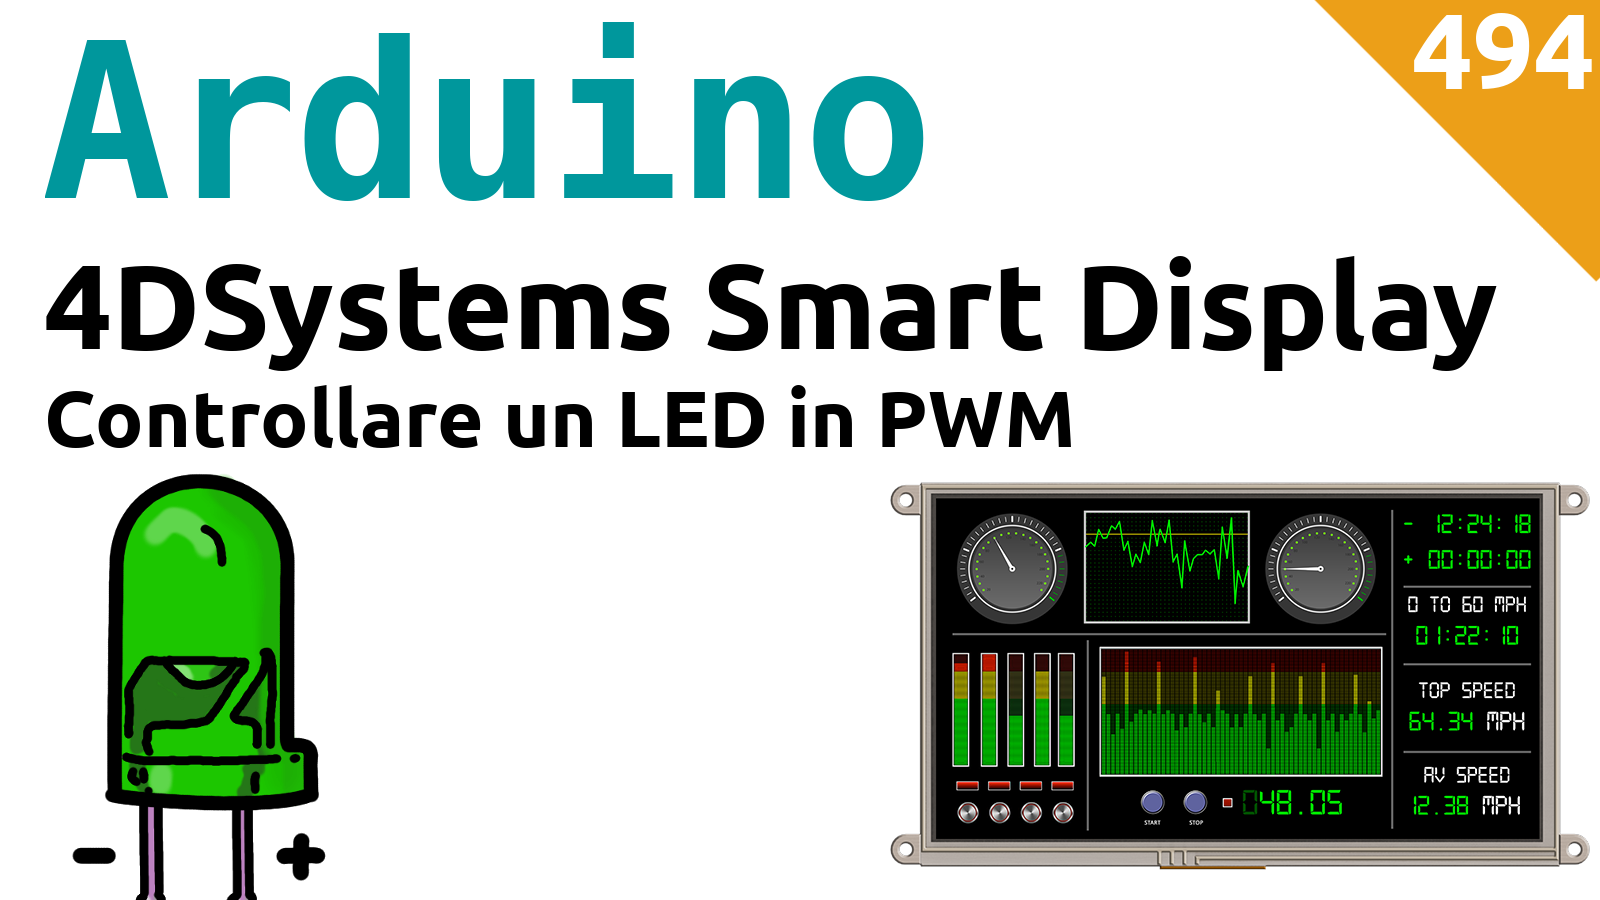 Arduino
494
4DSystems Smart Display
Controllare un LED in PWM
- +
- 12:24:18
+ 00:00:00
0 TO 60 MPH
01:22:10
TOP SPEED
64.34 MPH
AV SPEED
12.38 MPH
START STOP
048.05